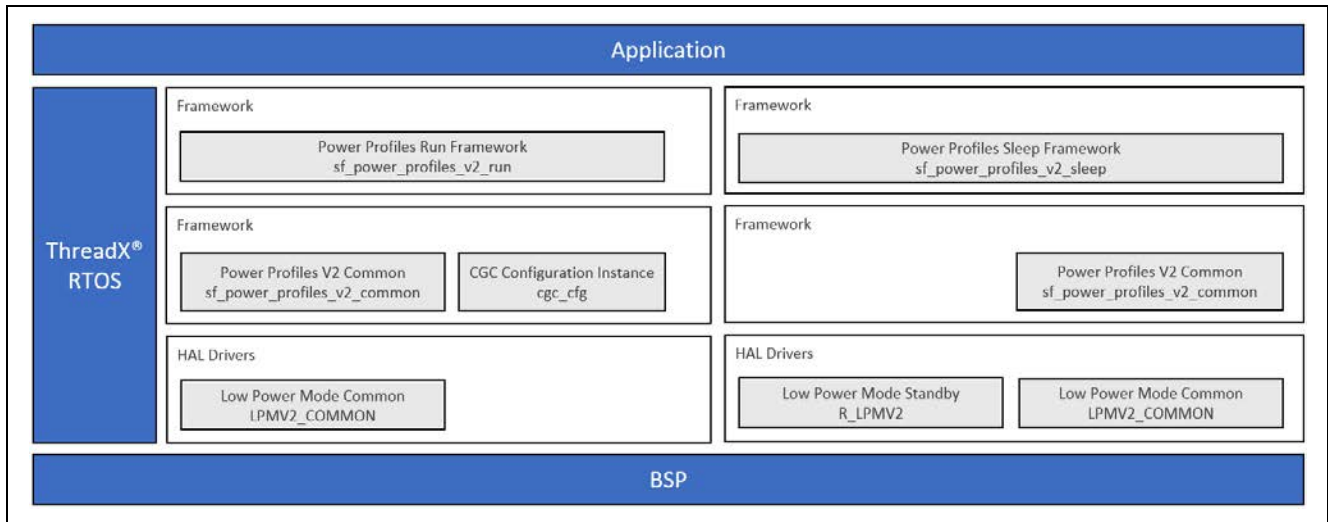 Application
ThreadX®
RTOS
Framework
Power Profiles Run Framework
sf_power_profiles_v2_run
Framework
Power Profiles Sleep Framework
sf_power_profiles_v2_sleep
Framework
Power Profiles V2 Common
sf_power_profiles_v2_common
CGC Configuration Instance
cgc_cfg
Framework
Power Profiles V2 Common
sf_power_profiles_v2_common
HAL Drivers
Low Power Mode Common
LPMV2_COMMON
HAL Drivers
Low Power Mode Standby
R_LPMV2
Low Power Mode Common
LPMV2_COMMON
BSP